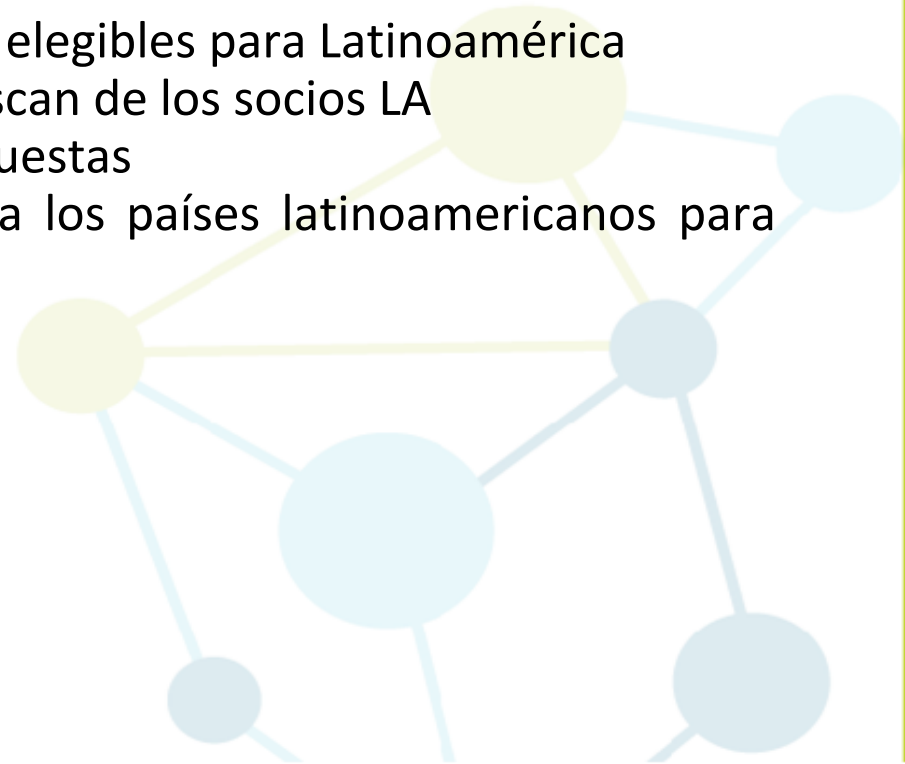 elegibles para Latinoamérica
scan de los socios LA
uestas
a los países latinoamericanos para